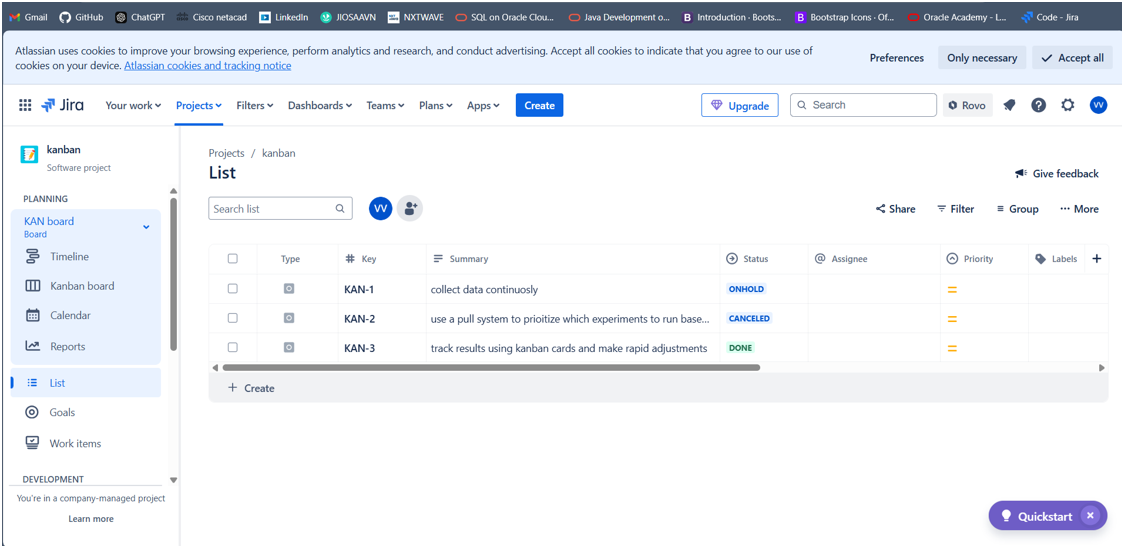 Gmail GitHub ChatGPT Cisco netacad LinkedIn JIOSAAVN NXTWAVE SQL on Oracle Clou... Java Development o... Introduction · Boots... Bootstrap Icons · Of... Oracle Academy - L... Code - Jira
Atlassian uses cookies to improve your browsing experience, perform analytics and research, and conduct advertising. Accept all cookies to indicate that you agree to our use
of cookies on your device. Atlassian cookies and tracking notice
Preferences Only necessary Accept all
Jira Your work Projects Filters Dashboards Teams Plans Apps Create Upgrade Search Rovo VV
kanban
Software project
PLANNING
KAN board
Board
Timeline
Kanban board
Calendar
Reports
List
Goals
Work items
DEVELOPMENT
You're in a company-managed project
Learn more
Projects / kanban
List
Give feedback
Search list VV Share Filter Group More
Type Key Summary Status Assignee Priority Labels
KAN-1 collect data continuosly ONHOLD
KAN-2 use a pull system to prioitize which experiments to run base... CANCELED
KAN-3 track results using kanban cards and make rapid adjustments DONE
Create
Quickstart